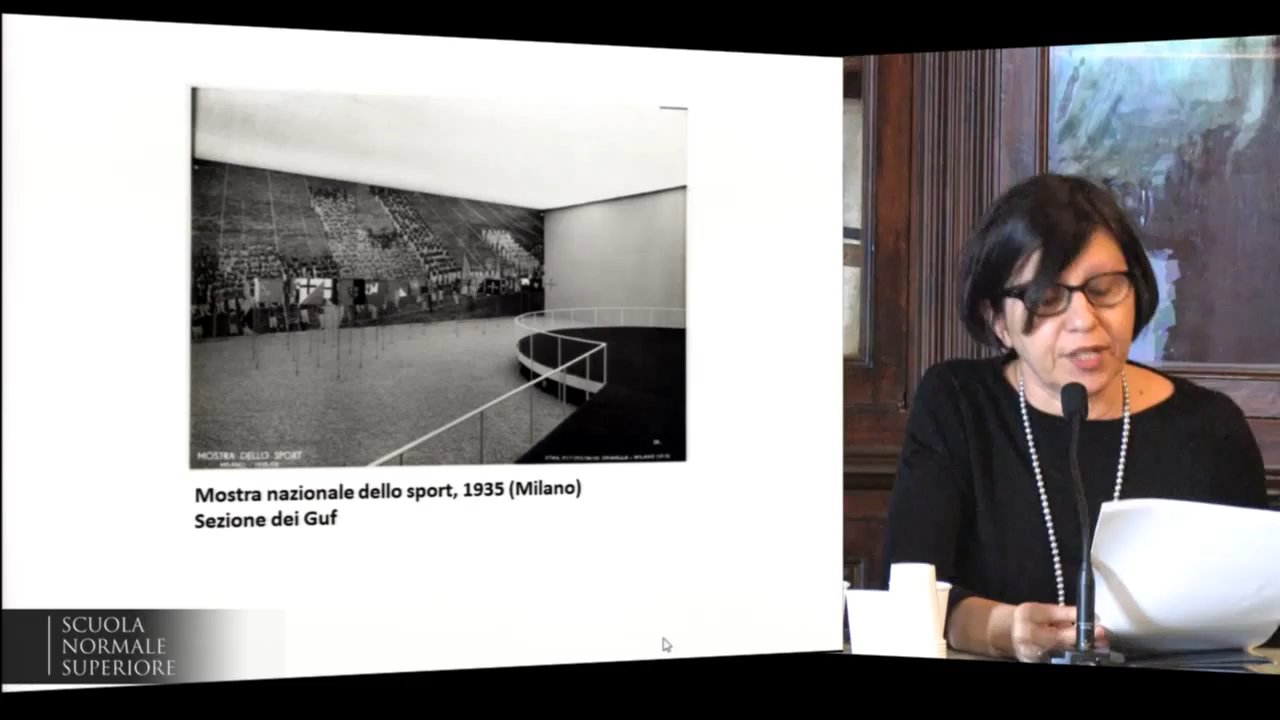 MOSTRA DELLO SPORT
Mostra nazionale dello sport, 1935 (Milano)
Sezione dei Guf
SCUOLA
NORMALE
SUPERIORE